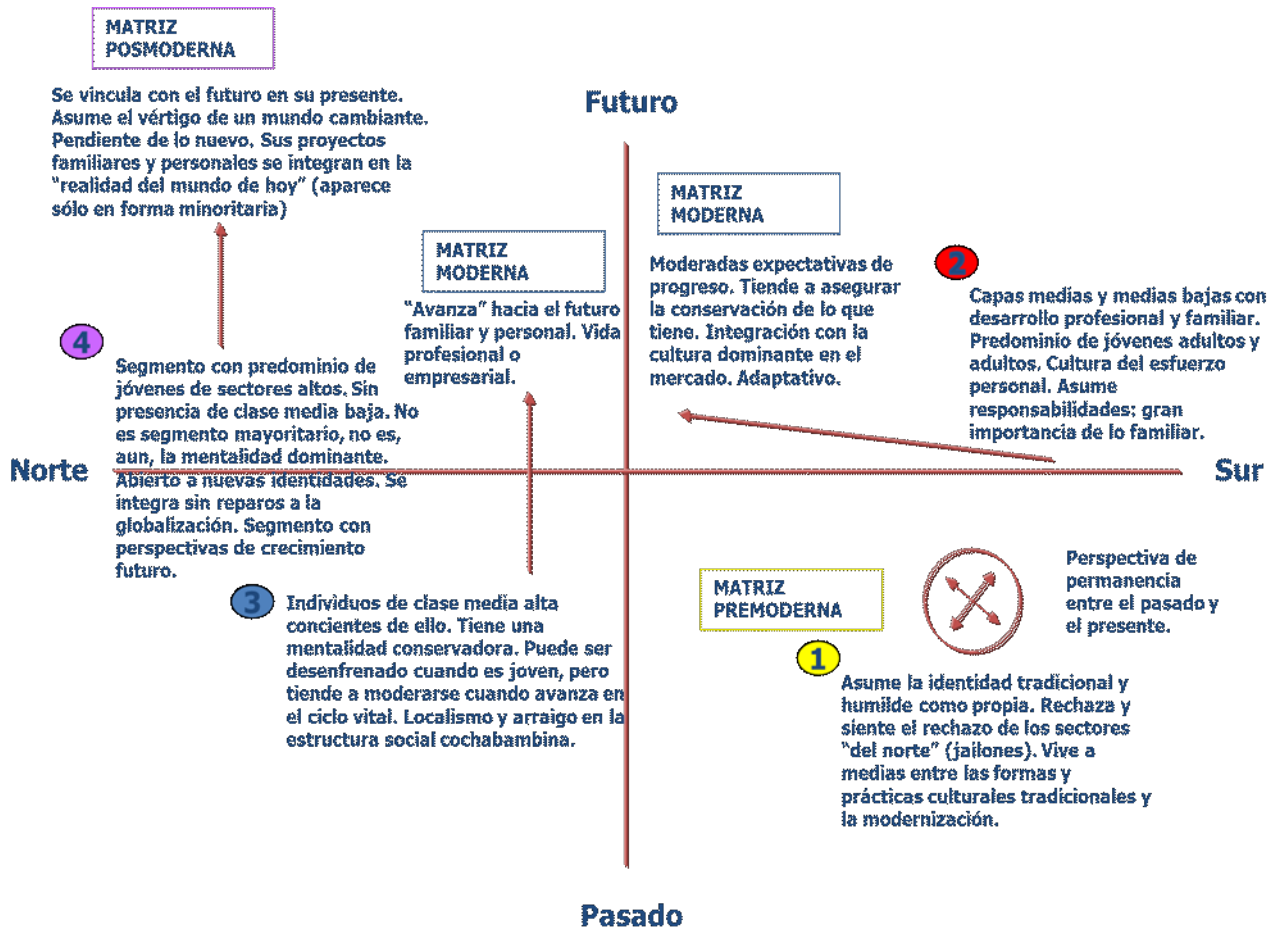 MATRIZ
POSMODERNA
Se vincula con el futuro en su presente.
Asume el vértigo de un mundo cambiante.
Pendiente de lo nuevo. Sus proyectos
familiares y personales se integran en la
"realidad del mundo de hoy" (aparece
sólo en forma minoritaria)
Futuro
MATRIZ
MODERNA
"Avanza" hacia el futuro
familiar y personal. Vida
profesional o
empresarial.
MATRIZ
MODERNA
Moderadas expectativas de
progreso. Tiende a asegurar
la conservación de lo que
tiene. Integración con la
cultura dominante en el
mercado. Adaptativo.
2
Capas medias y medias bajas con
desarrollo profesional y familiar.
Predominio de jóvenes adultos y
adultos. Cultura del esfuerzo
personal. Asume
responsabilidades: gran
importancia de lo familiar.
4
Segmento con predominio de
jóvenes de sectores altos. Sin
presencia de clase media baja. No
es segmento mayoritario, no es,
aun, la mentalidad dominante.
Abierto a nuevas identidades. Se
integra sin reparos a la
globalización. Segmento con
perspectivas de crecimiento
futuro.
Norte
Sur
3
Individuos de clase media alta
concientes de ello. Tiene una
mentalidad conservadora. Puede ser
desenfrenado cuando es joven, pero
tiende a moderarse cuando avanza en
el ciclo vital. Localismo y arraigo en la
estructura social cochabambina.
MATRIZ
PREMODERNA
Perspectiva de
permanencia
entre el pasado y
el presente.
1
Asume la identidad tradicional y
humilde como propia. Rechaza y
siente el rechazo de los sectores
"del norte" (jailones). Vive a
medias entre las formas y
prácticas culturales tradicionales y
la modernización.
Pasado